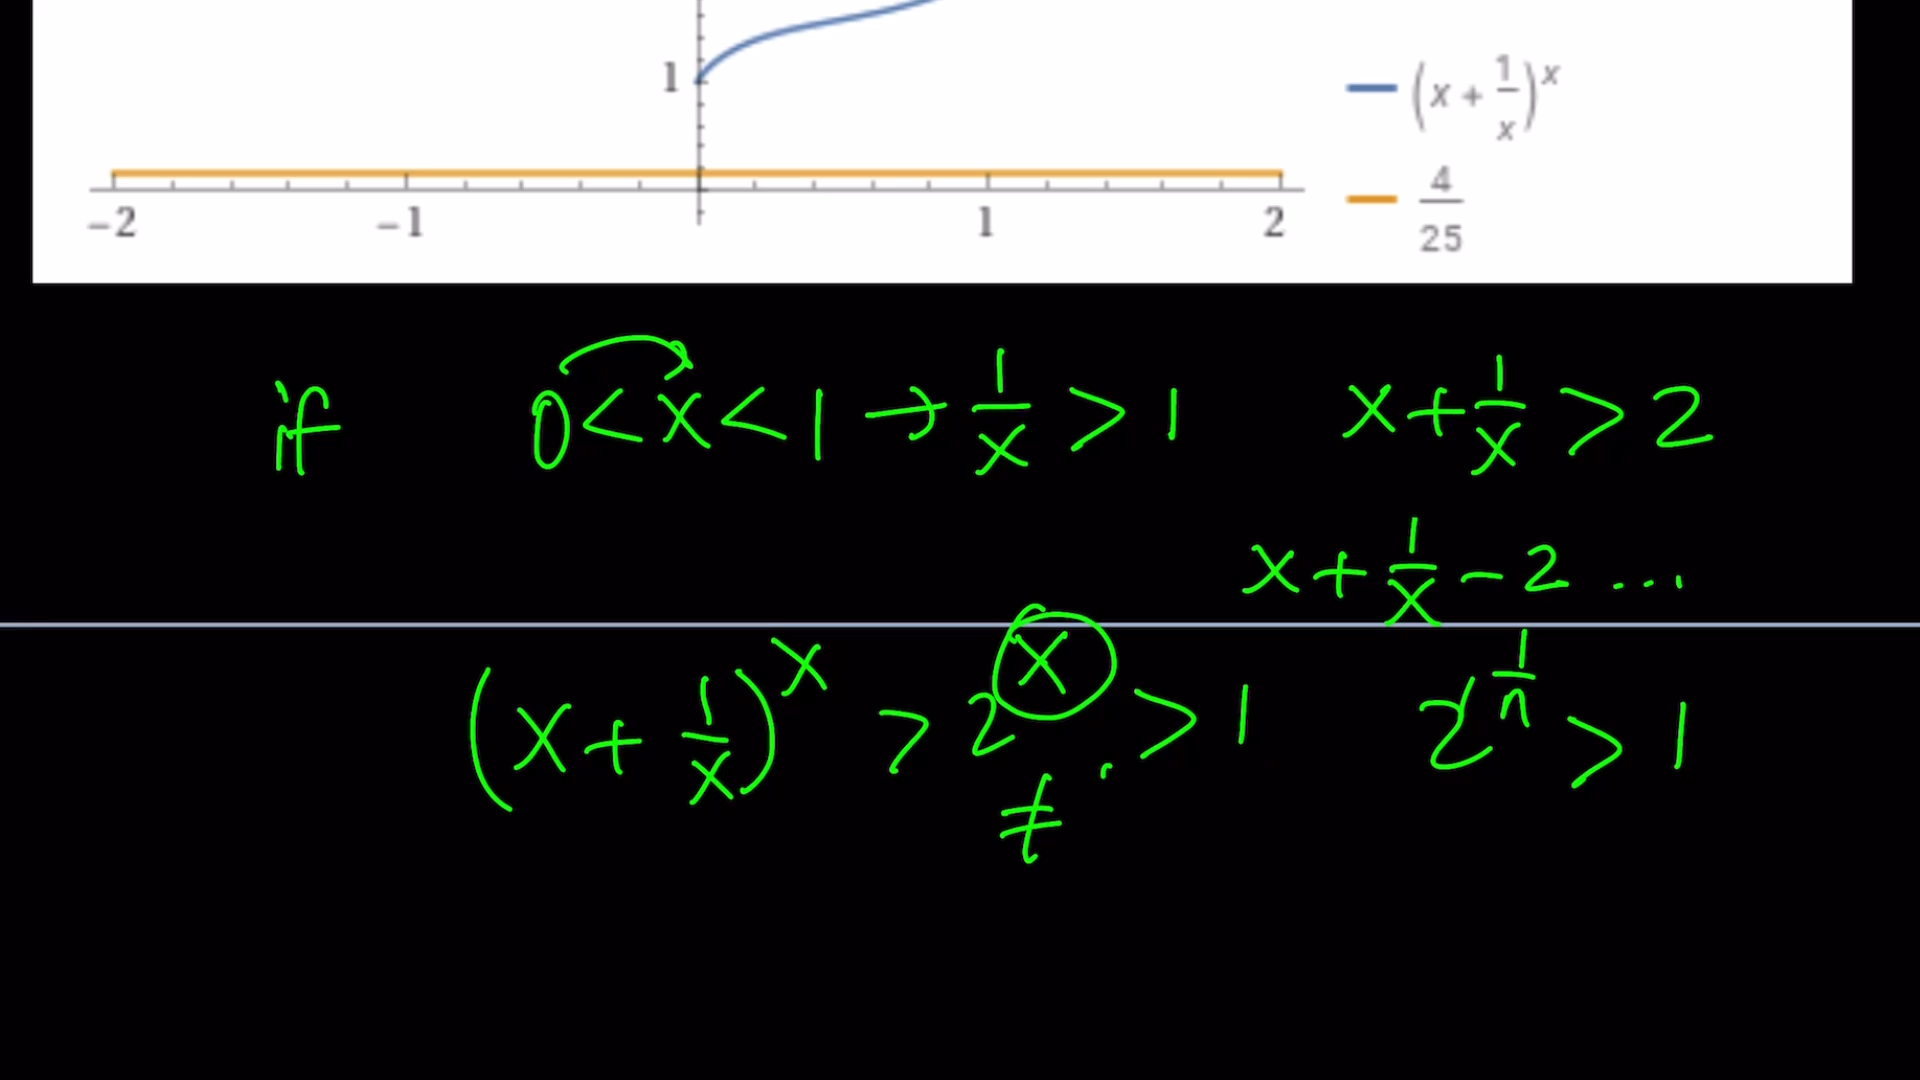 1
(x + 1/x)^x
4/25
-2 -1 1 2
if 0 < x < 1 → 1/x > 1 x + 1/x > 2
x + 1/x - 2 ...
(x + 1/x)^x > 2^x > 1 2^(1/n) > 1
≠